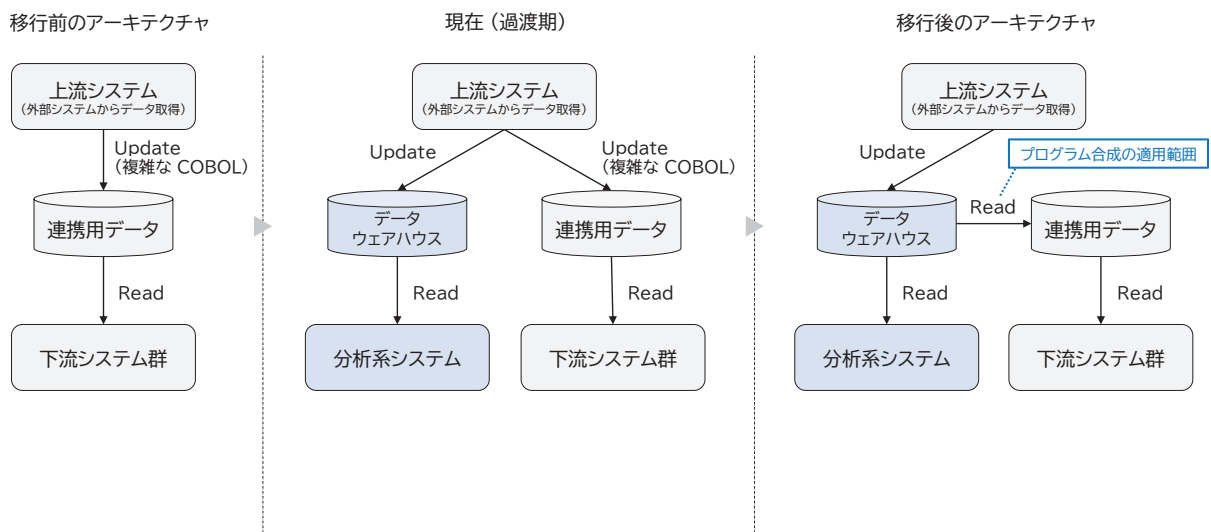 移行前のアーキテクチャ
上流システム
（外部システムからデータ取得）
Update
（複雑な COBOL）
連携用データ
Read
下流システム群
現在（過渡期）
上流システム
（外部システムからデータ取得）
Update
Update
（複雑な COBOL）
データ
ウェアハウス
連携用データ
Read
Read
分析系システム
下流システム群
移行後のアーキテクチャ
上流システム
（外部システムからデータ取得）
Update
プログラム合成の適用範囲
データ
ウェアハウス
Read
連携用データ
Read
Read
分析系システム
下流システム群